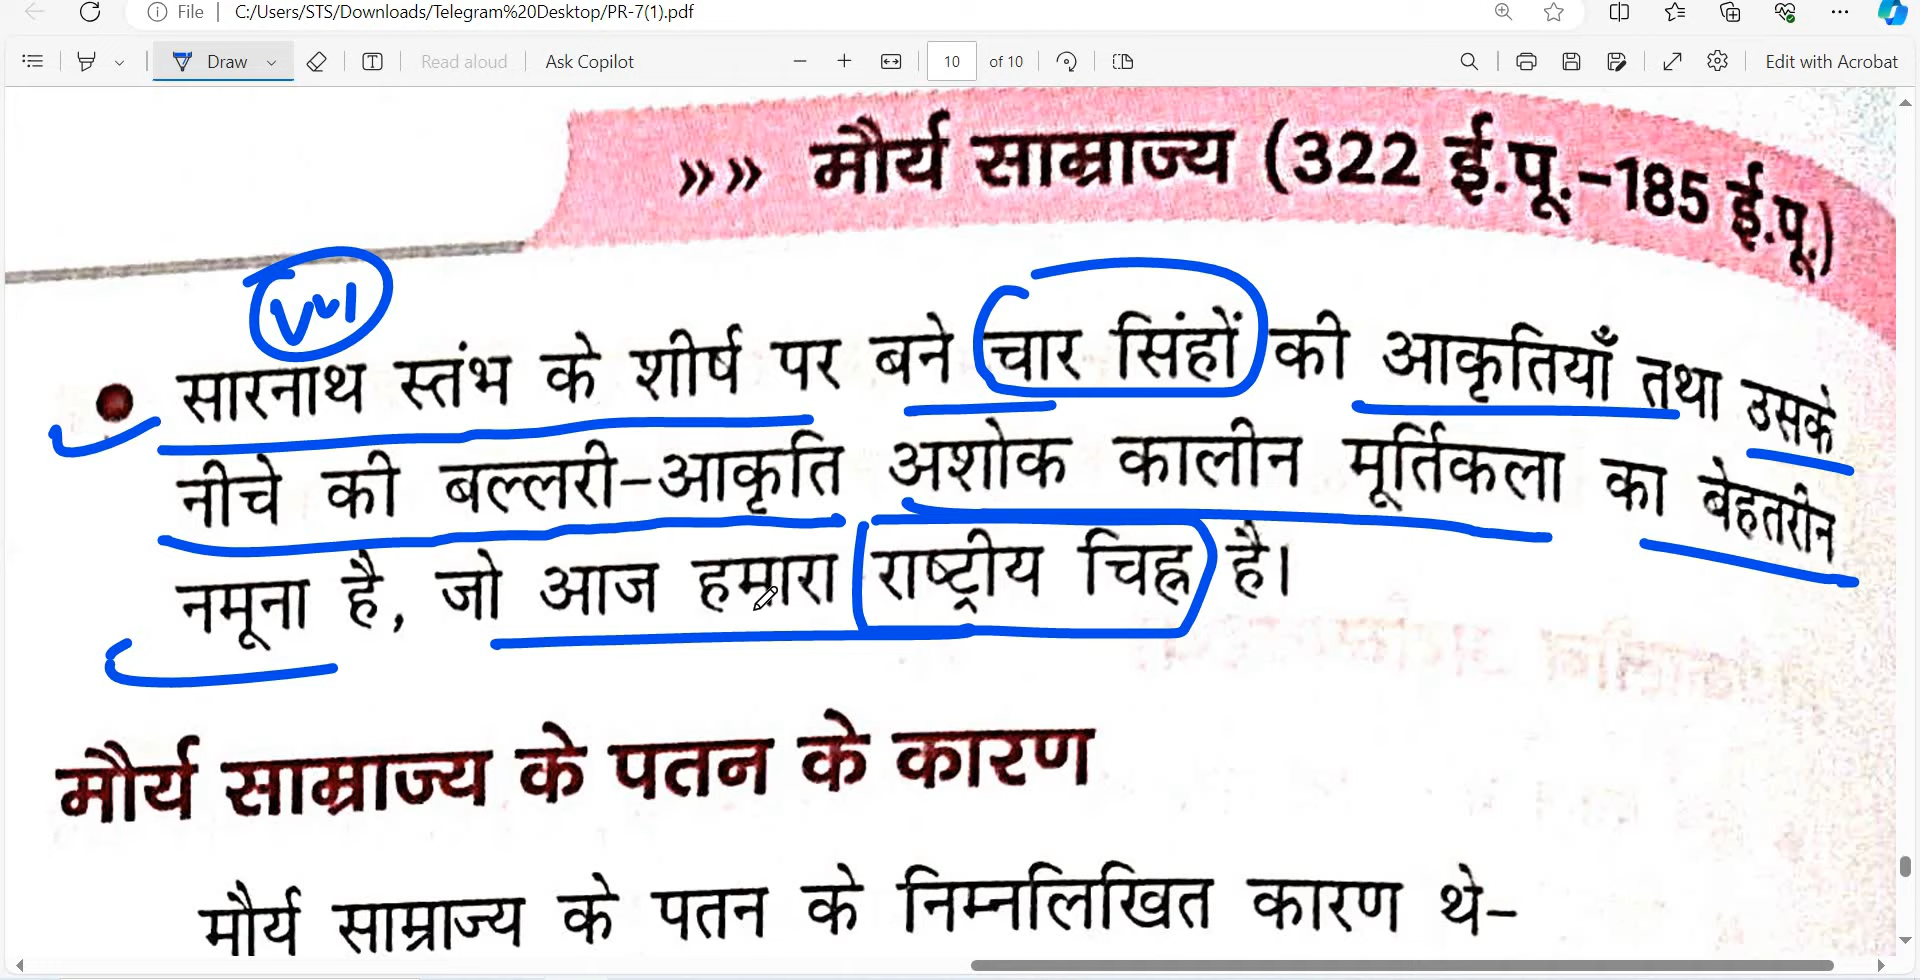 File C:/Users/STS/Downloads/Telegram%20Desktop/PR-7(1).pdf
Draw Read aloud Ask Copilot 10 of 10 Edit with Acrobat
»» मौर्य साम्राज्य (322 ई.पू.-185 ई.पू.)
सारनाथ स्तंभ के शीर्ष पर बने चार सिंहों की आकृतियाँ तथा उसके
नीचे की बल्लरी-आकृति अशोक कालीन मूर्तिकला का बेहतरीन
नमूना है, जो आज हमारा राष्ट्रीय चिह्न है।
मौर्य साम्राज्य के पतन के कारण
मौर्य साम्राज्य के पतन के निम्नलिखित कारण थे-